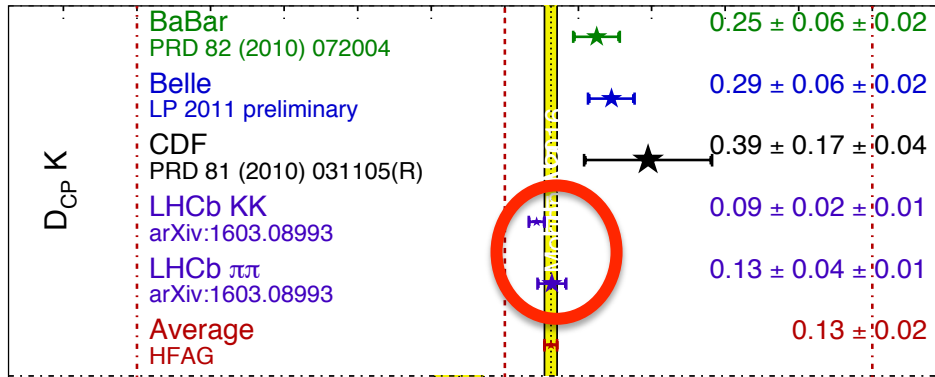 D_CP K
BaBar 0.25 ± 0.06 ± 0.02
PRD 82 (2010) 072004
Belle 0.29 ± 0.06 ± 0.02
LP 2011 preliminary
CDF 0.39 ± 0.17 ± 0.04
PRD 81 (2010) 031105(R)
LHCb KK 0.09 ± 0.02 ± 0.01
arXiv:1603.08993
LHCb ππ 0.13 ± 0.04 ± 0.01
arXiv:1603.08993
Average 0.13 ± 0.02
HFAG